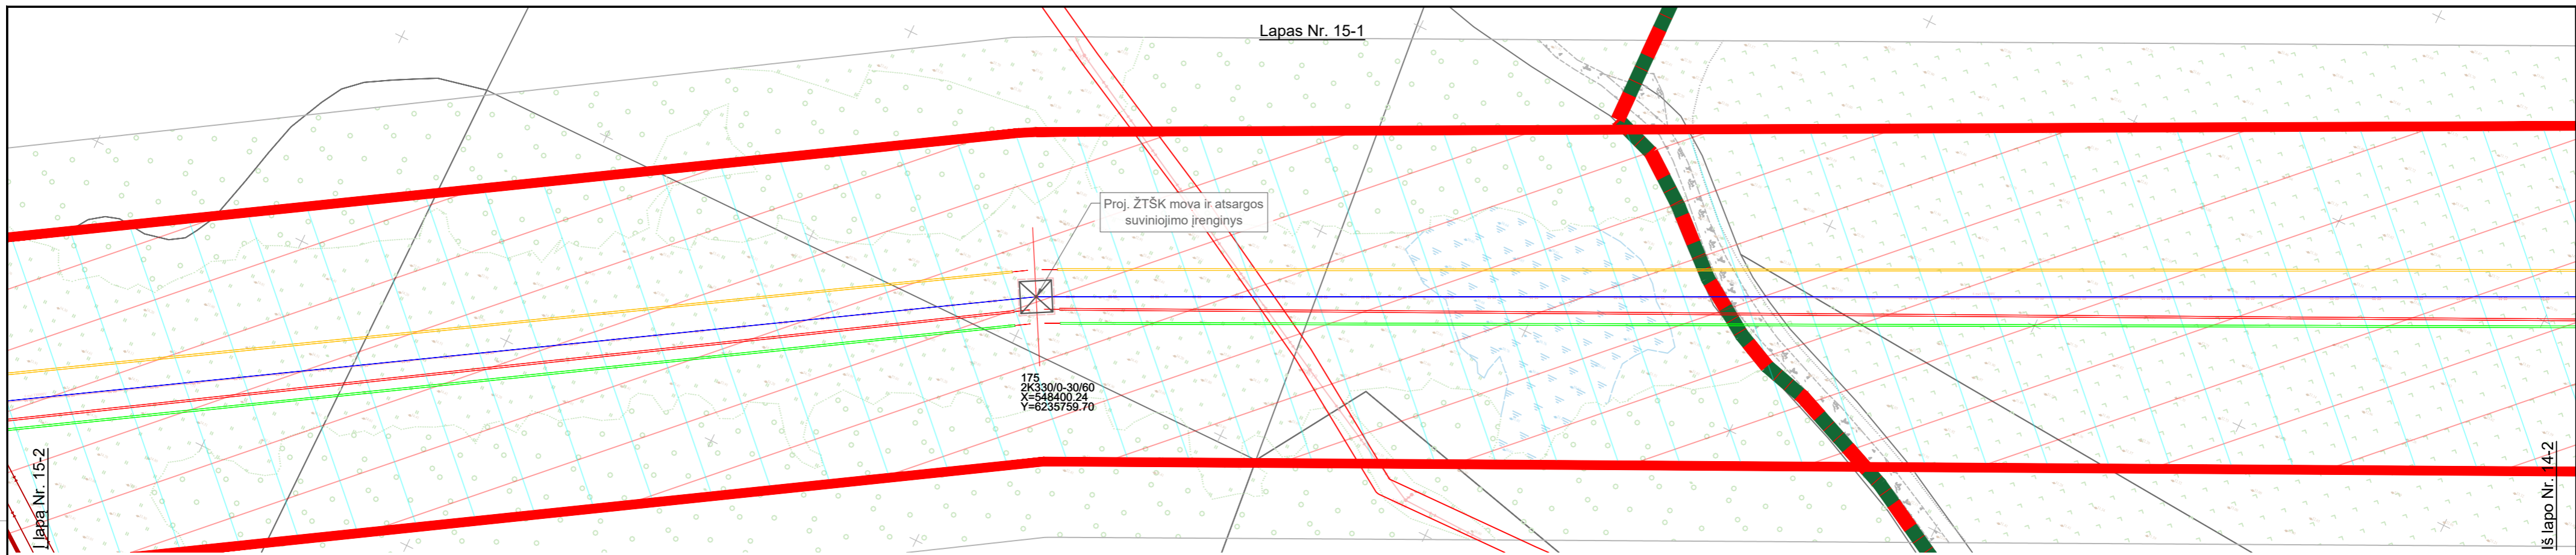 Lapas Nr. 15-1
Proj. ŽTŠK mova ir atsargos
suviniojimo įrenginys
175
2K330/0-30/60
X=548400.24
Y=6235759.70
Į lapą Nr. 15-2
Iš lapo Nr. 14-2